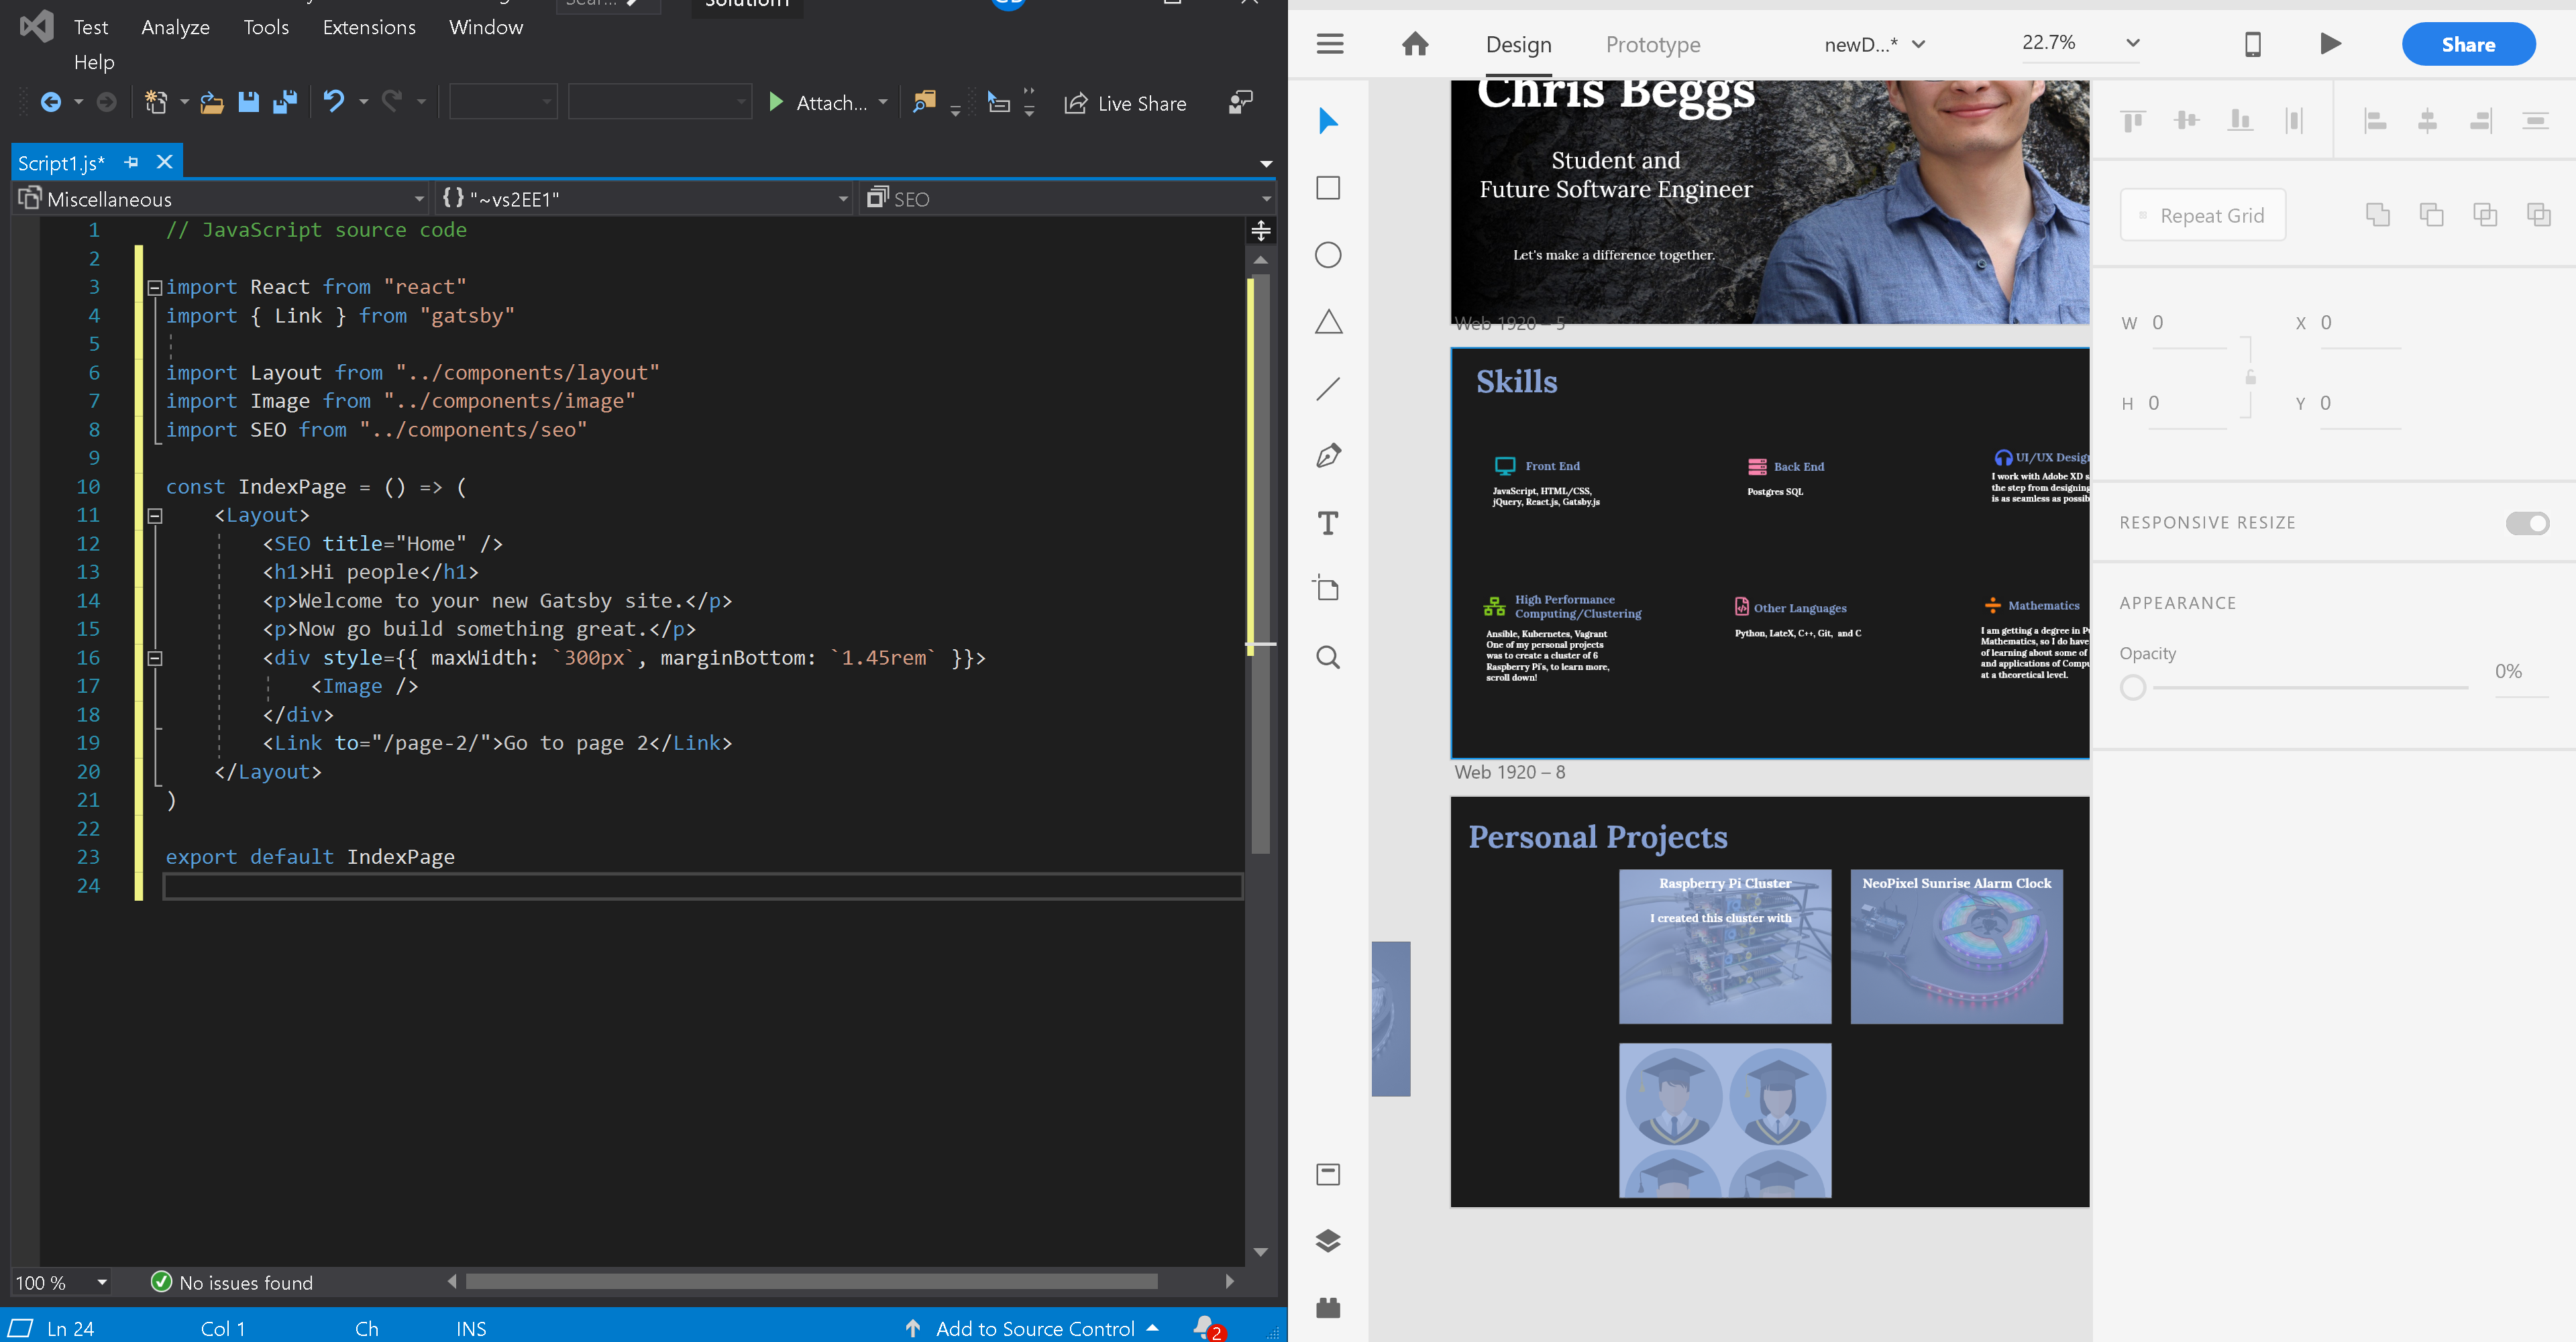 Test Analyze Tools Extensions Window
Help
Solution1
Attach...
Live Share
Script1.js*
Miscellaneous
{ } "~vs2EE1"
SEO
1 // JavaScript source code
2
3 import React from "react"
4 import { Link } from "gatsby"
5
6 import Layout from "../components/layout"
7 import Image from "../components/image"
8 import SEO from "../components/seo"
9
10 const IndexPage = () => (
11 <Layout>
12 <SEO title="Home" />
13 <h1>Hi people</h1>
14 <p>Welcome to your new Gatsby site.</p>
15 <p>Now go build something great.</p>
16 <div style={{ maxWidth: `300px`, marginBottom: `1.45rem` }}>
17 <Image />
18 </div>
19 <Link to="/page-2/">Go to page 2</Link>
20 </Layout>
21 )
22
23 export default IndexPage
24
100 %
No issues found
Ln 24 Col 1 Ch INS
Add to Source Control
2
Design Prototype
newD...*
22.7%
Share
Chris Beggs
Student and
Future Software Engineer
Let's make a difference together.
Web 1920 – 5
Skills
Front End
JavaScript, HTML/CSS,
jQuery, React.js, Gatsby.js
Back End
Postgres SQL
UI/UX Design
I work with Adobe XD s
the step from designing
is as seamless as possib
High Performance
Computing/Clustering
Ansible, Kubernetes, Vagrant
One of my personal projects
was to create a cluster of 6
Raspberry Pi's, to learn more,
scroll down!
Other Languages
Python, LateX, C++, Git, and C
Mathematics
I am getting a degree in Pu
Mathematics, so I do have
of learning about some of
and applications of Compu
at a theoretical level.
Web 1920 – 8
Personal Projects
Raspberry Pi Cluster
I created this cluster with
NeoPixel Sunrise Alarm Clock
Repeat Grid
W 0
X 0
H 0
Y 0
RESPONSIVE RESIZE
APPEARANCE
Opacity
0%